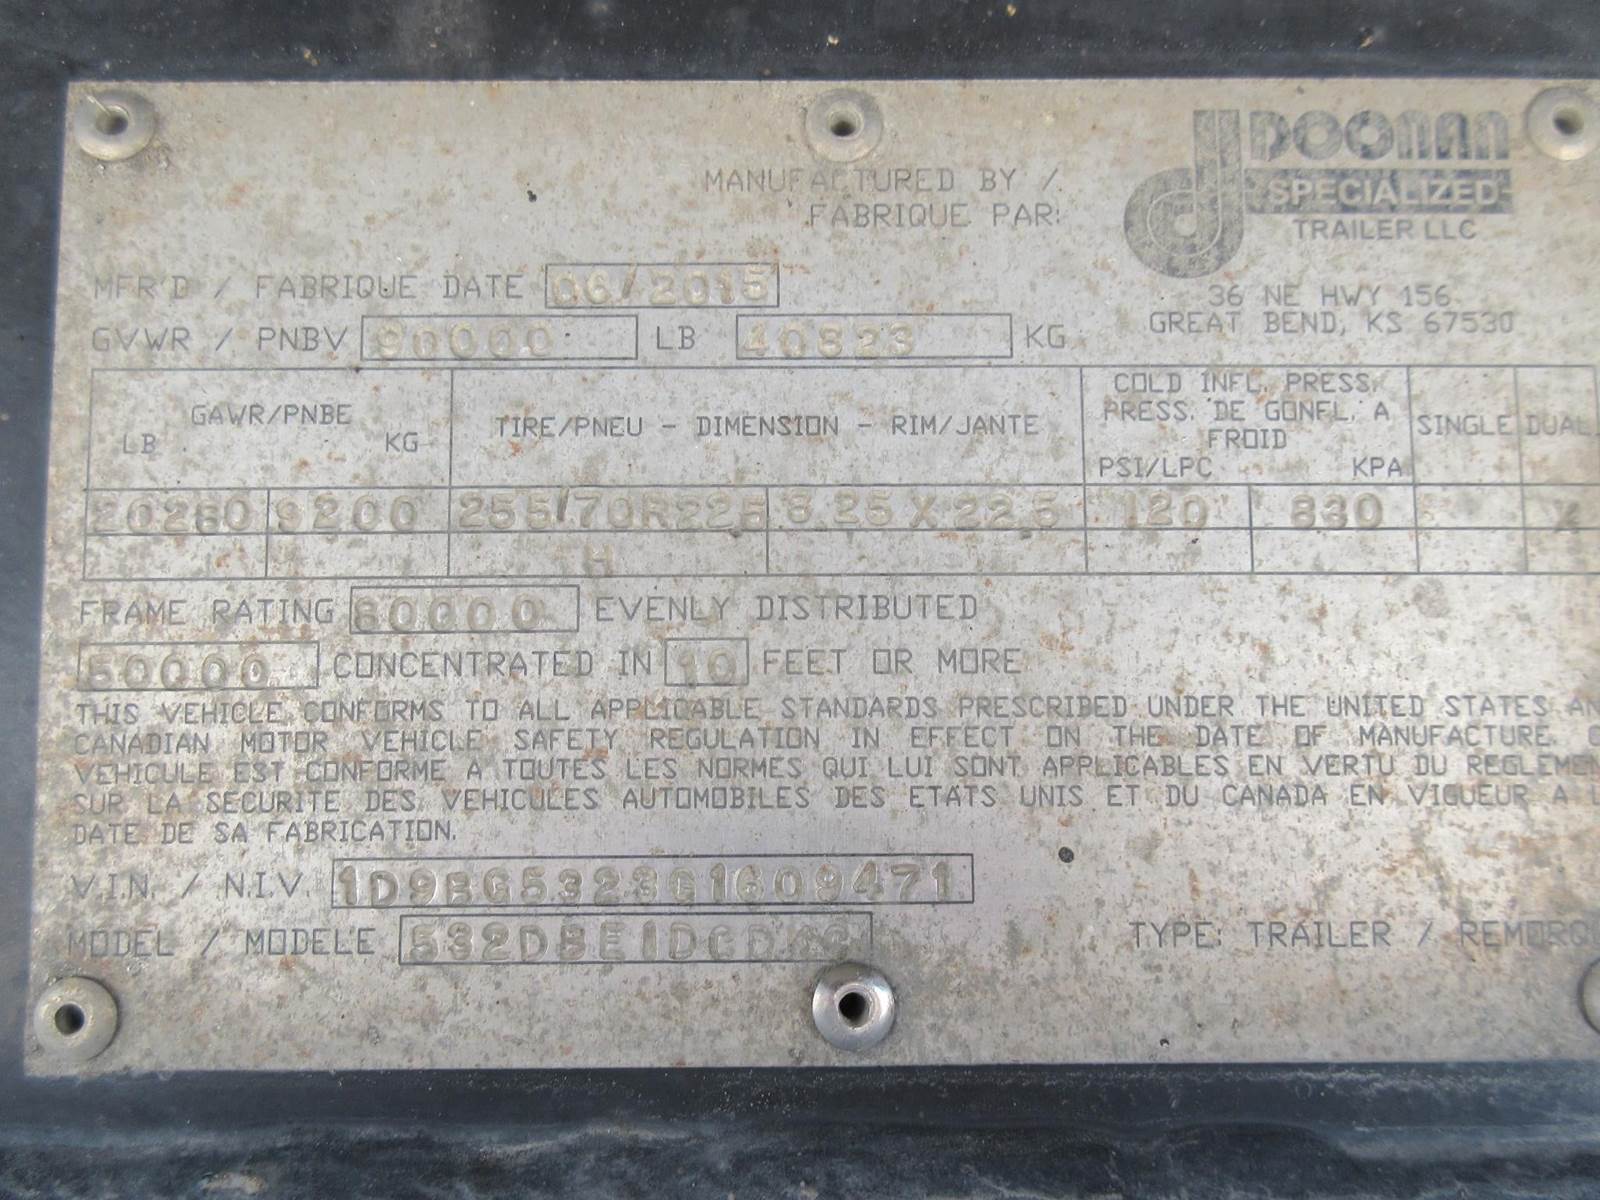 DOONAN
SPECIALIZED
TRAILER LLC
MANUFACTURED BY /
FABRIQUE PAR:
36 NE HWY 156
GREAT BEND, KS 67530
MFR'D / FABRIQUE DATE 06/2015
GVWR / PNBV 90000 LB 40823 KG
GAWR/PNBE
LB KG
TIRE/PNEU - DIMENSION - RIM/JANTE
COLD INFL. PRESS./
PRESS. DE GONFL. A
FROID
PSI/LPC KPA
SINGLE DUAL
20280 9200 255/70R225 8.25 X 22.5 120 830 X
H
FRAME RATING 80000 EVENLY DISTRIBUTED
50000 CONCENTRATED IN 10 FEET OR MORE
THIS VEHICLE CONFORMS TO ALL APPLICABLE STANDARDS PRESCRIBED UNDER THE UNITED STATES AN
CANADIAN MOTOR VEHICLE SAFETY REGULATION IN EFFECT ON THE DATE OF MANUFACTURE.
VEHICULE EST CONFORME A TOUTES LES NORMES QUI LUI SONT APPLICABLES EN VERTU DU REGLEMEN
SUR LA SECURITE DES VEHICULES AUTOMOBILES DES ETATS UNIS ET DU CANADA EN VIGUEUR A L
DATE DE SA FABRICATION.
V.I.N. / N.I.V. 1D9BG5323G1609471
MODEL / MODELE
TYPE: TRAILER / REMORQU